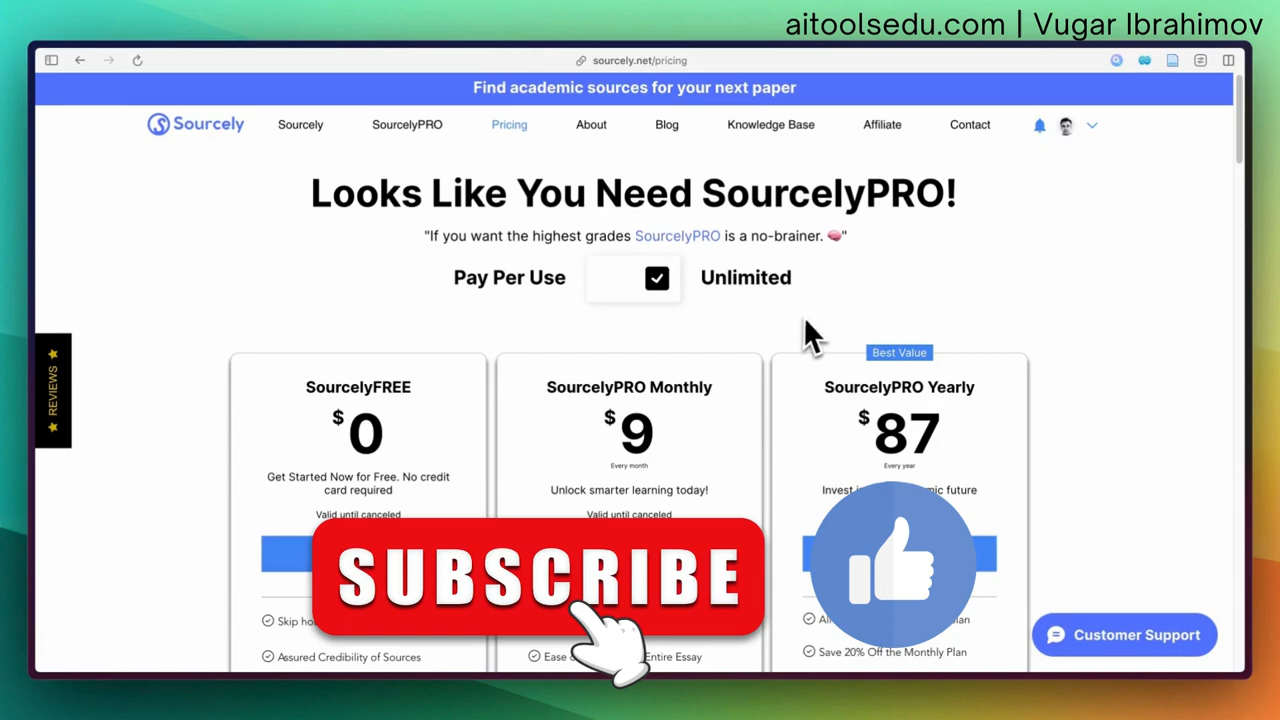 aitoolsedu.com | Vugar Ibrahimov
sourcely.net/pricing
Find academic sources for your next paper
Sourcely
Sourcely
SourcelyPRO
Pricing
About
Blog
Knowledge Base
Affiliate
Contact
Looks Like You Need SourcelyPRO!
"If you want the highest grades SourcelyPRO is a no-brainer. 🧠"
Pay Per Use
Unlimited
REVIEWS
SourcelyFREE
$0
Get Started Now for Free. No credit
card required
Valid until canceled
Skip
Assured Credibility of Sources
SourcelyPRO Monthly
$9
Every month
Unlock smarter learning today!
Valid until canceled
Entire Essay
Best Value
SourcelyPRO Yearly
$87
Every year
future
Save 20% Off the Monthly Plan
SUBSCRIBE
Customer Support